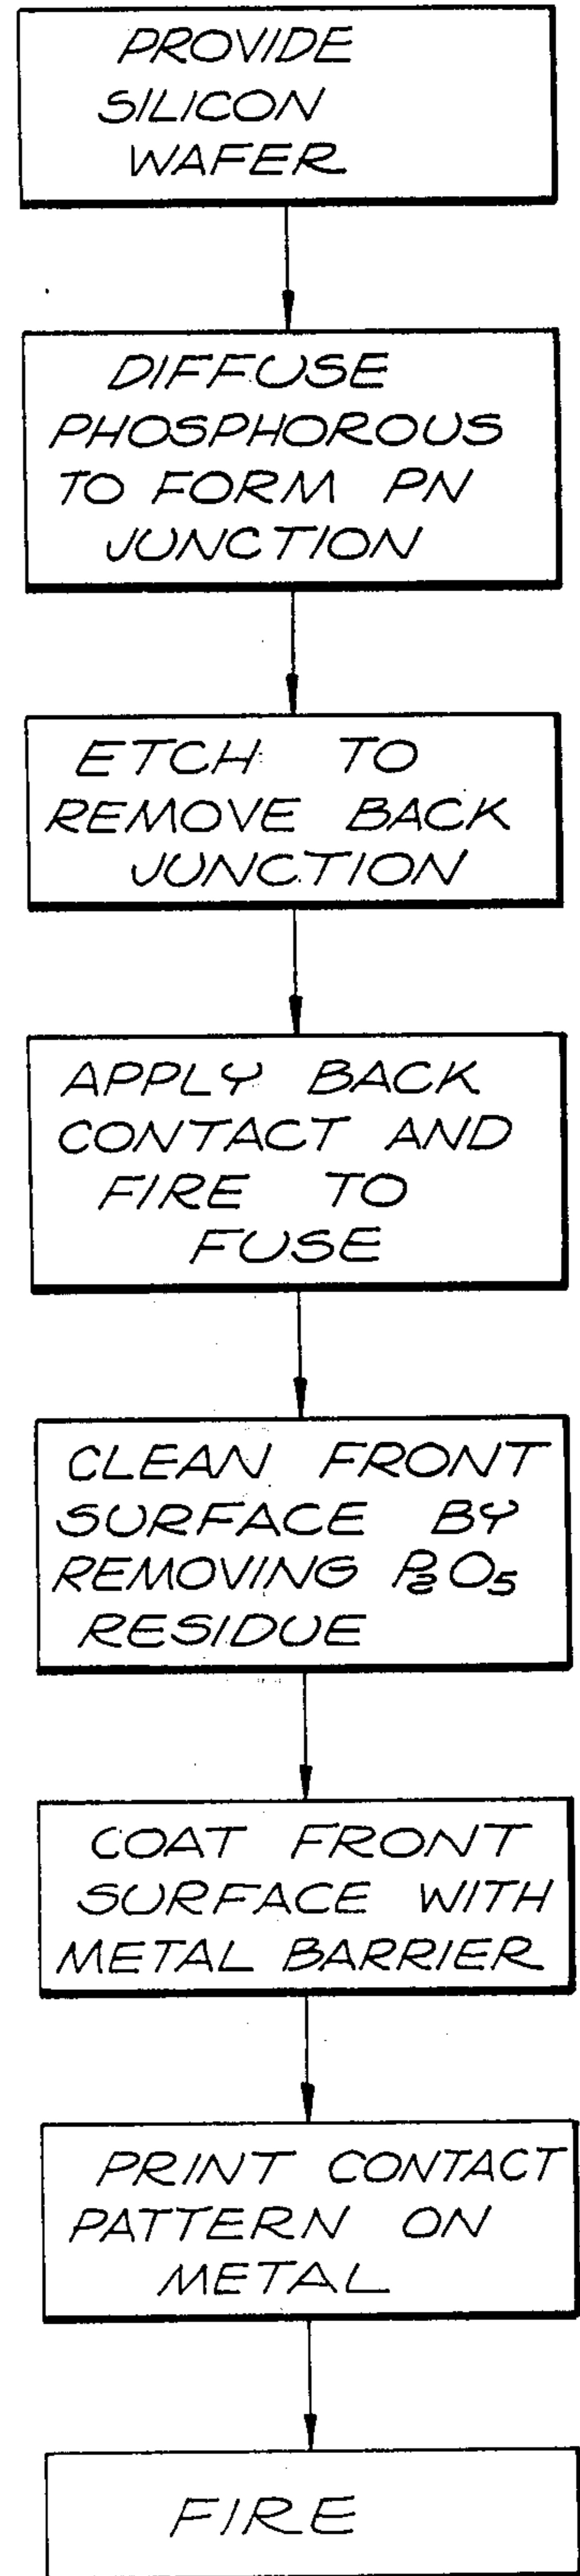 PROVIDE
SILICON
WAFER
DIFFUSE
PHOSPHOROUS
TO FORM PN
JUNCTION
ETCH TO
REMOVE BACK
JUNCTION
APPLY BACK
CONTACT AND
FIRE TO
FUSE
CLEAN FRONT
SURFACE BY
REMOVING P₂O₅
RESIDUE
COAT FRONT
SURFACE WITH
METAL BARRIER
PRINT CONTACT
PATTERN ON
METAL
FIRE